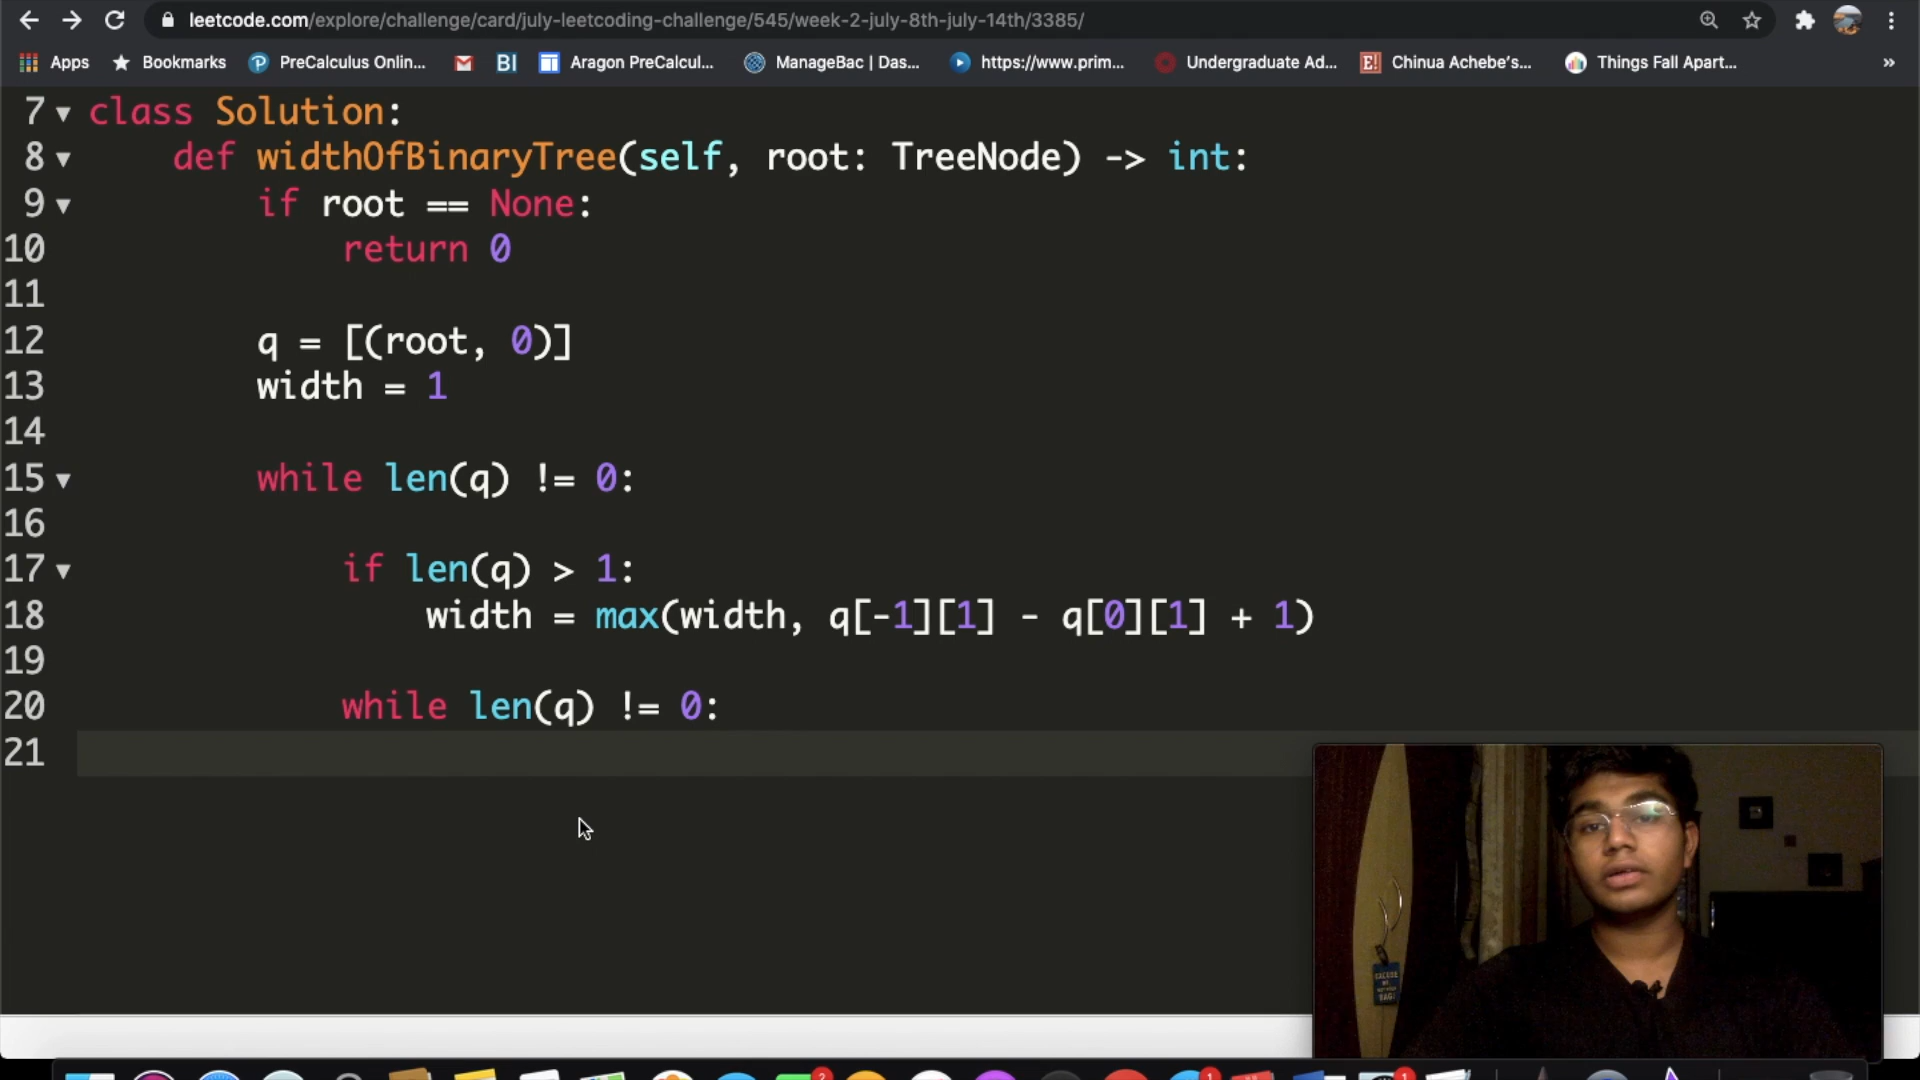 leetcode.com/explore/challenge/card/july-leetcoding-challenge/545/week-2-july-8th-july-14th/3385/
Apps Bookmarks PreCalculus Onlin... BI Aragon PreCalcul... ManageBac | Das... https://www.prim... Undergraduate Ad... E! Chinua Achebe's... Things Fall Apart... »
7 class Solution:
8 def widthOfBinaryTree(self, root: TreeNode) -> int:
9 if root == None:
10 return 0
11
12 q = [(root, 0)]
13 width = 1
14
15 while len(q) != 0:
16
17 if len(q) > 1:
18 width = max(width, q[-1][1] - q[0][1] + 1)
19
20 while len(q) != 0:
21
2 1 1